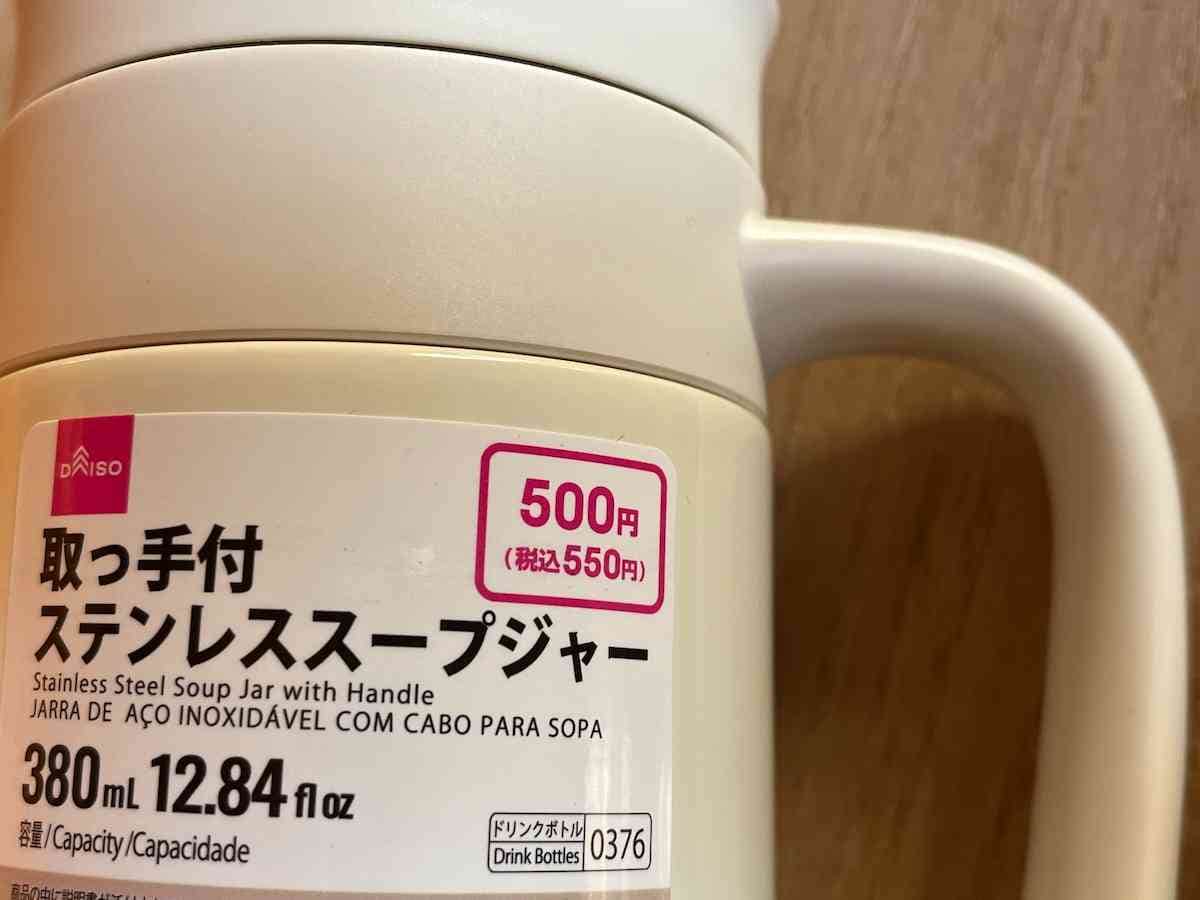 DAISO
500円
(税込550円)
取っ手付
ステンレススープジャー
Stainless Steel Soup Jar with Handle
JARRA DE AÇO INOXIDÁVEL COM CABO PARA SOPA
380mL 12.84 fl oz
容量/Capacity/Capacidade
ドリンクボトル
Drink Bottles
0376